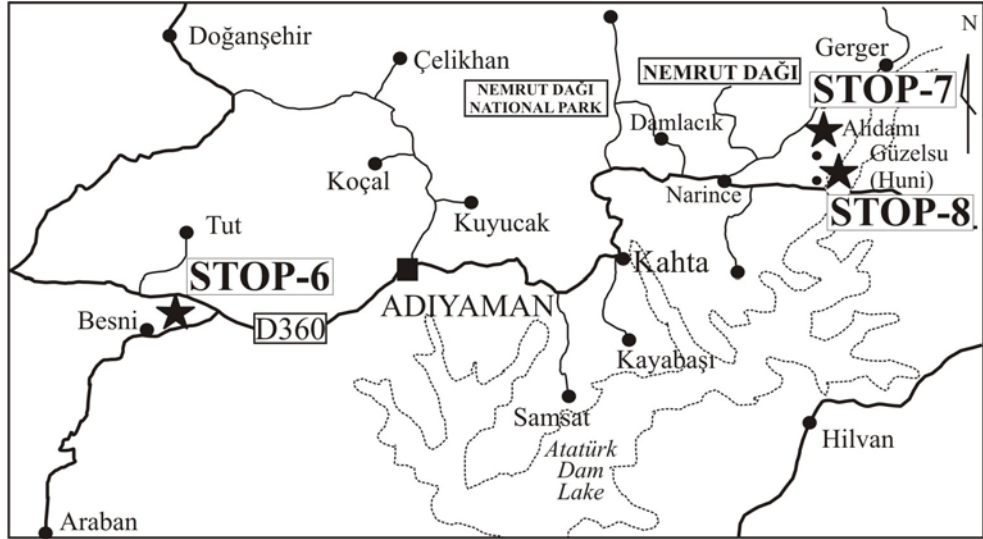 Doğanşehir
Çelikhan
NEMRUT DAĞI
NATIONAL PARK
NEMRUT DAĞI
Gerger
N
STOP-7
Damlacık
Alidamı
Koçal
Kuyucak
Narince
Güzelsu
(Huni)
STOP-8
Tut
STOP-6
Kahta
ADIYAMAN
Besni
D360
Kayabaşı
Samsat
Atatürk
Dam
Lake
Hilvan
Araban